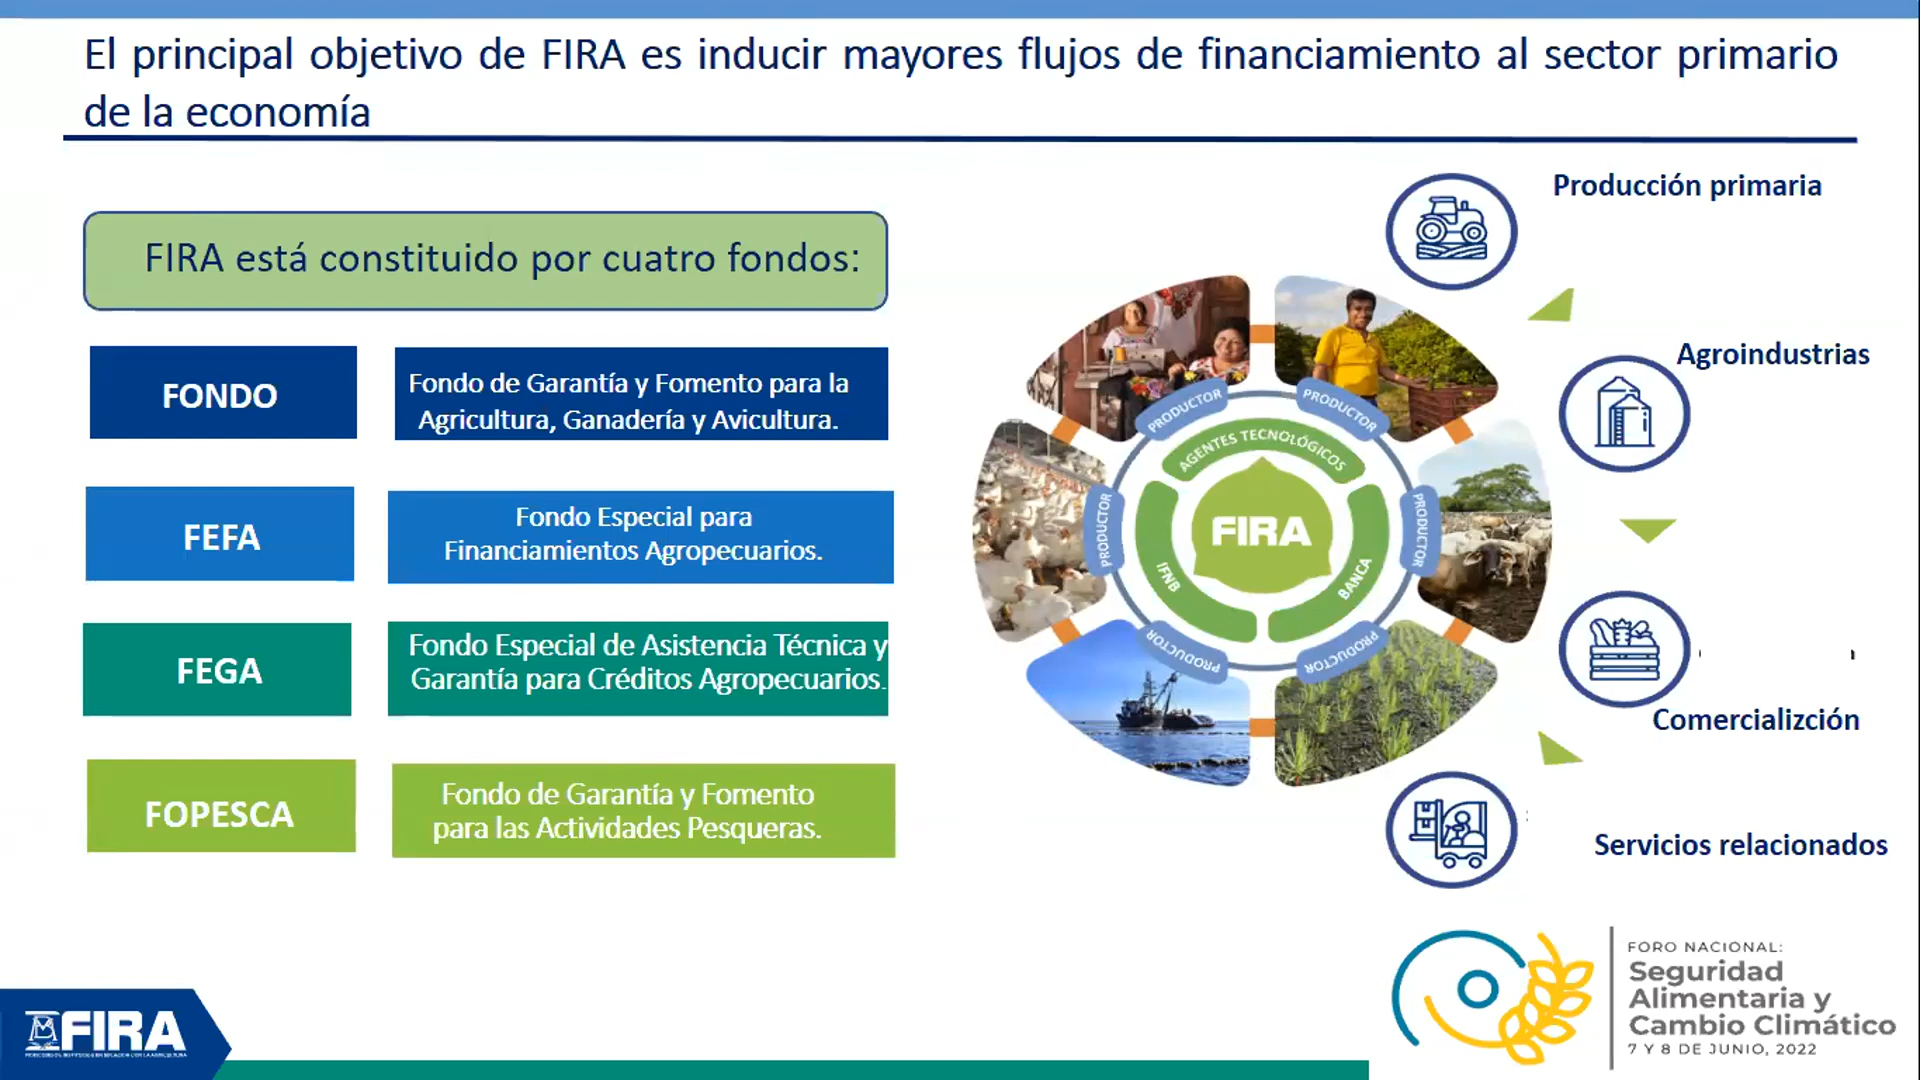 El principal objetivo de FIRA es inducir mayores flujos de financiamiento al sector primario
de la economía
FIRA está constituido por cuatro fondos:
FONDO
Fondo de Garantía y Fomento para la
Agricultura, Ganadería y Avicultura.
FEFA
Fondo Especial para
Financiamientos Agropecuarios.
FEGA
Fondo Especial de Asistencia Técnica y
Garantía para Créditos Agropecuarios.
FOPESCA
Fondo de Garantía y Fomento
para las Actividades Pesqueras.
PRODUCTOR
PRODUCTOR
PRODUCTOR
PRODUCTOR
PRODUCTOR
PRODUCTOR
AGENTES TECNOLÓGICOS
IFNB
BANCA
FIRA
Producción primaria
Agroindustrias
Comercializción
Servicios relacionados
FIRA
FORO NACIONAL:
Seguridad
Alimentaria y
Cambio Climático
7 Y 8 DE JUNIO, 2022